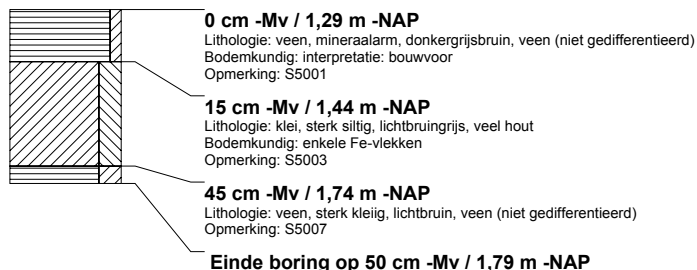 0 cm -Mv / 1,29 m -NAP
Lithologie: veen, mineraalarm, donkergrijsbruin, veen (niet gedifferentieerd)
Bodemkundig: interpretatie: bouwvoor
Opmerking: S5001
15 cm -Mv / 1,44 m -NAP
Lithologie: klei, sterk siltig, lichtbruingrijs, veel hout
Bodemkundig: enkele Fe-vlekken
Opmerking: S5003
45 cm -Mv / 1,74 m -NAP
Lithologie: veen, sterk kleiig, lichtbruin, veen (niet gedifferentieerd)
Opmerking: S5007
Einde boring op 50 cm -Mv / 1,79 m -NAP